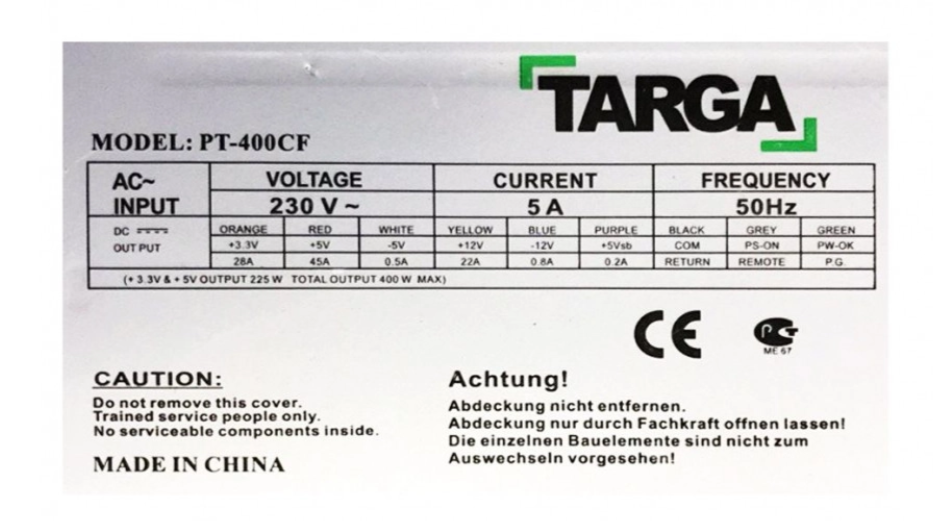 TARGA
MODEL: PT-400CF
AC~ INPUT VOLTAGE CURRENT FREQUENCY
230 V ~ 5 A 50Hz
DC OUTPUT ORANGE RED WHITE YELLOW BLUE PURPLE BLACK GREY GREEN
+3.3V +5V -5V +12V -12V +5Vsb COM PS-ON PW-OK
28A 45A 0.5A 22A 0.8A 0.2A RETURN REMOTE P.G.
(+ 3.3V & + 5V OUTPUT 225 W TOTAL OUTPUT 400 W MAX)
CE PCT
ME 67
CAUTION:
Do not remove this cover.
Trained service people only.
No serviceable components inside.
MADE IN CHINA
Achtung!
Abdeckung nicht entfernen.
Abdeckung nur durch Fachkraft offnen lassen!
Die einzelnen Bauelemente sind nicht zum
Auswechseln vorgesehen!